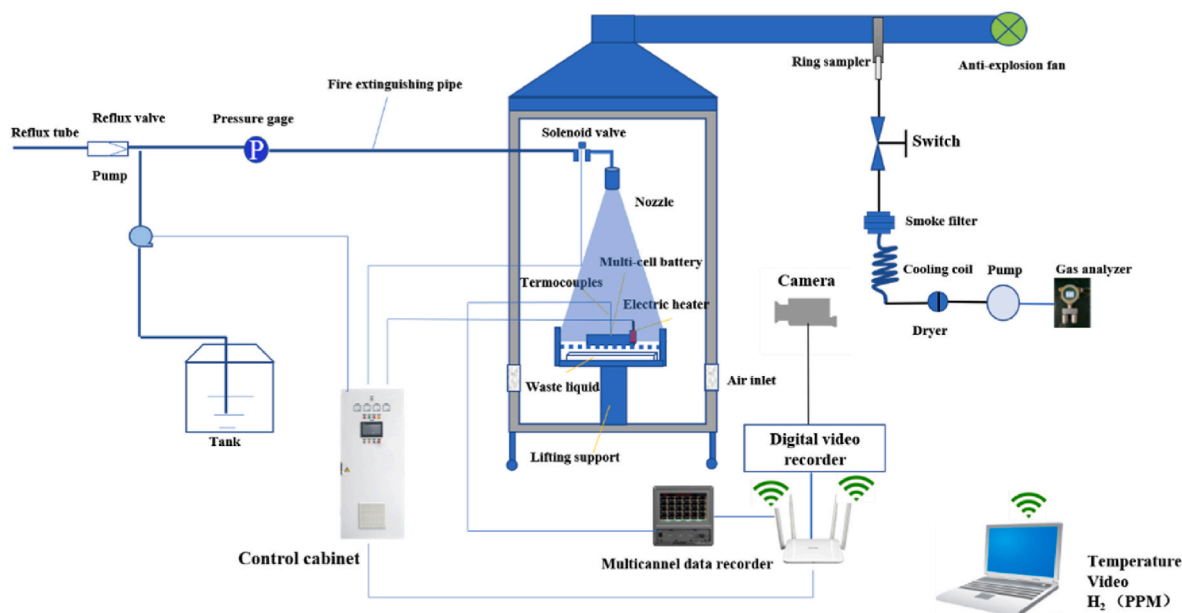 Ring sampler
Anti-explosion fan
Fire extinguishing pipe
Reflux tube
Reflux valve
Pressure gage
P
Solenoid valve
Pump
Switch
Nozzle
Smoke filter
Multi-cell battery
Termocouples
Electric heater
Camera
Cooling coil
Pump
Gas analyzer
Dryer
Waste liquid
Air inlet
Tank
Lifting support
Digital video
recorder
Control cabinet
Multicannel data recorder
Temperature
Video
H₂ (PPM)